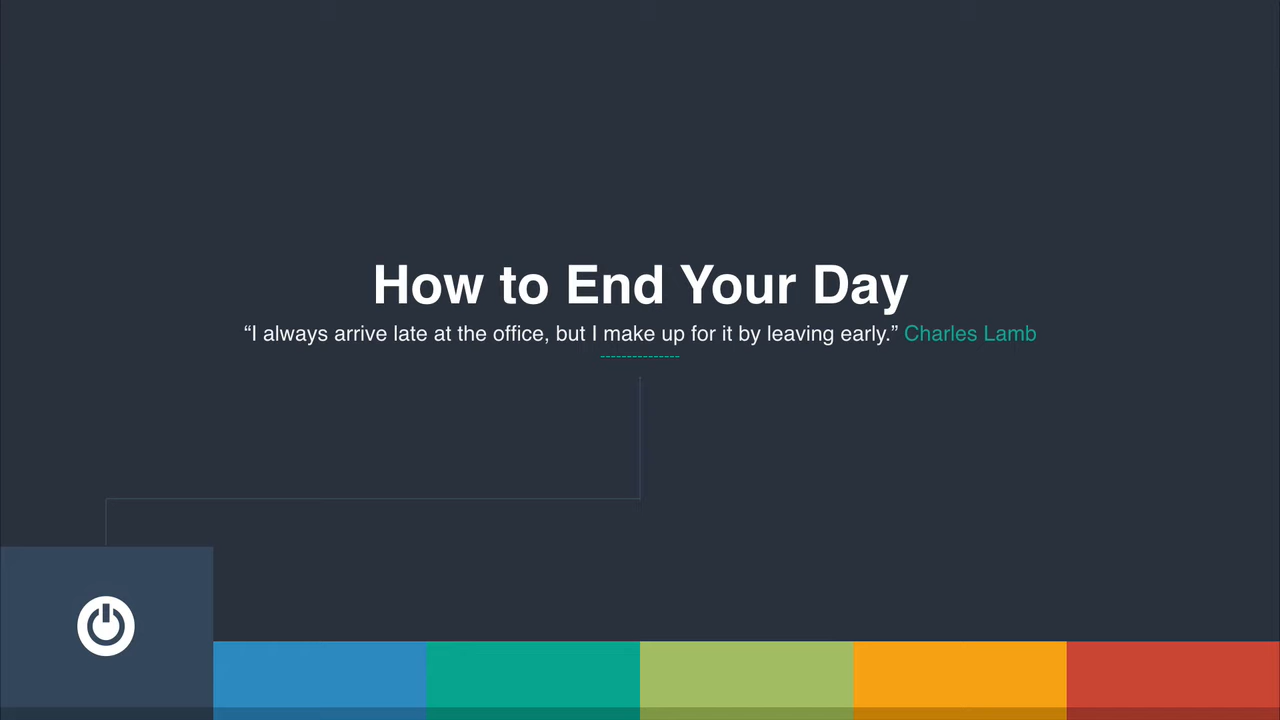 How to End Your Day
“I always arrive late at the office, but I make up for it by leaving early.” Charles Lamb
---------------